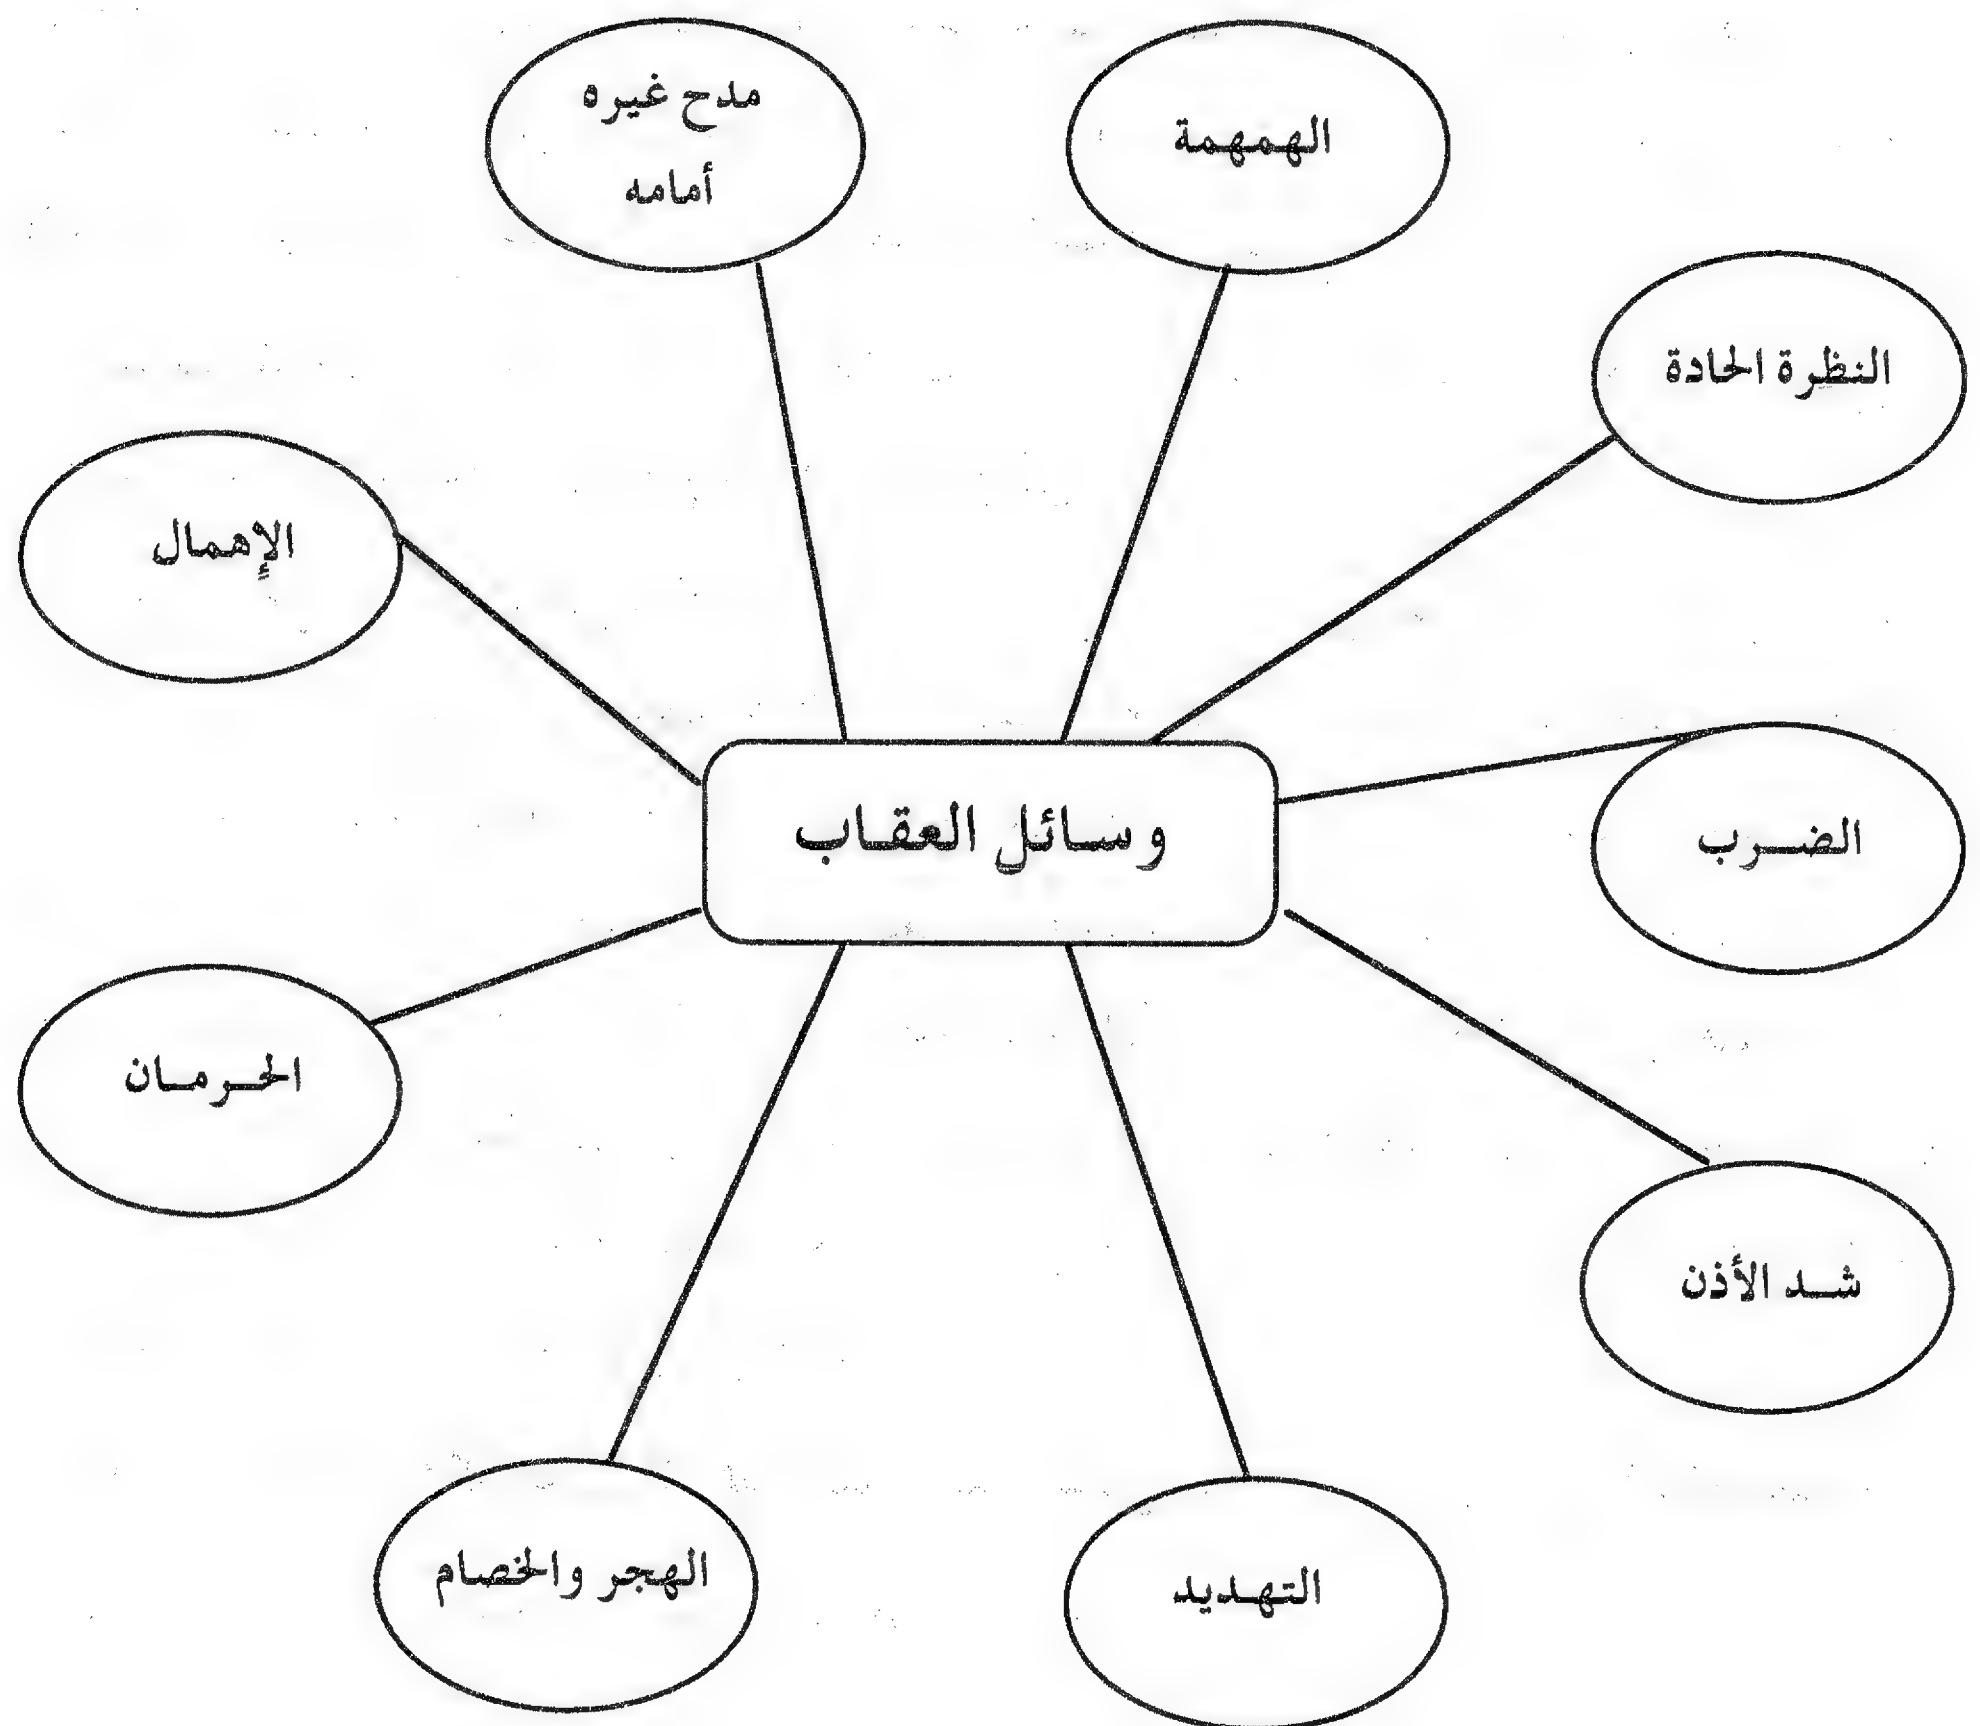 مدح غيره
أمامه
الهمهمة
النظرة الحادة
الإهمال
وسائل العقاب
الضرب
الحرمان
شد الأذن
الهجر والخصام
التهديد